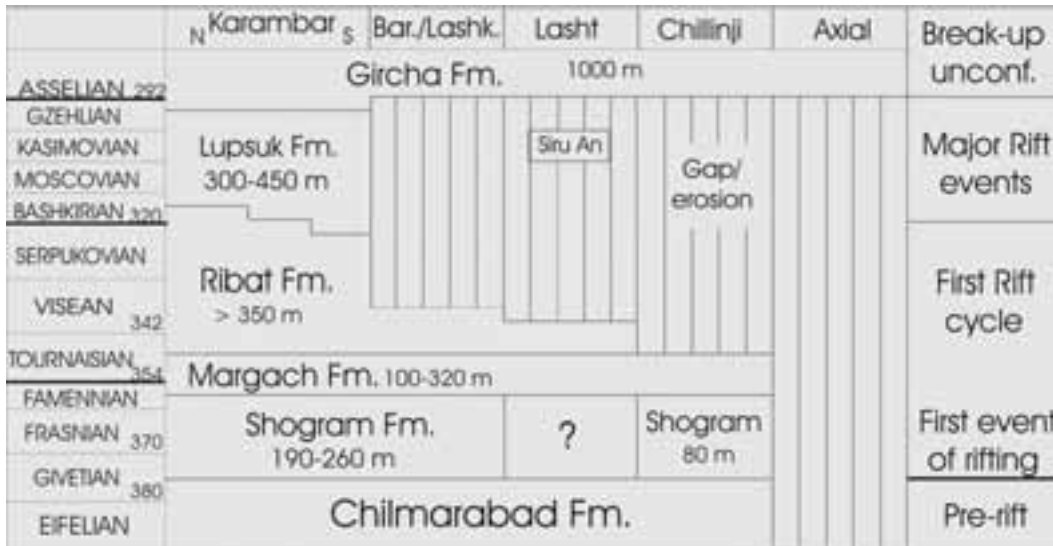 N Karambar S Bar./Lashk. Lasht Chillinji Axial Break-up
unconf.
Gircha Fm. 1000 m
ASSELIAN 292
GZEHLIAN
KASIMOVIAN
MOSCOVIAN
BASHKIRIAN 320
SERPUKOVIAN
VISEAN
342
TOURNAISIAN
354
FAMENNIAN
FRASNIAN 370
GIVETIAN
380
EIFELIAN
Lupsuk Fm.
300-450 m
Siru An
Gap/
erosion
Major Rift
events
Ribat Fm.
> 350 m
First Rift
cycle
Margach Fm. 100-320 m
Shogram Fm.
190-260 m
?
Shogram
80 m
First event
of rifting
Chilmarabad Fm.
Pre-rift